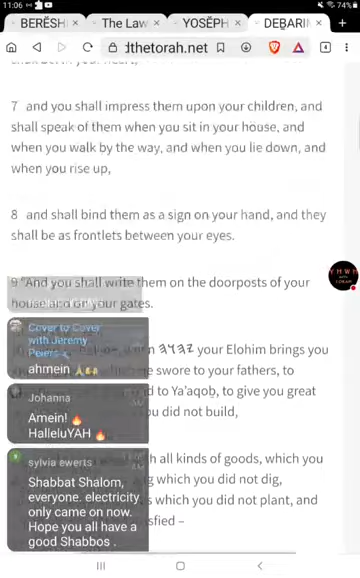 11:06
74%
BERĒSH
The Law
YOSĔPH
DEḆARIN
dthetorah.net
7 and you shall impress them upon your children, and
shall speak of them when you sit in your house, and
when you walk by the way, and when you lie down, and
when you rise up,
8 and shall bind them as a sign on your hand, and they
shall be as frontlets between your eyes.
9 "And you shall write them on the doorposts of your
house and on your gates.
YHWH
Cover to Cover
with Jeremy
ahmein 🙏🙌
𐤉𐤄𐤅𐤄 your Elohim brings you
swore to your fathers, to
d to Ya'aqoḇ, to give you great
u did not build,
Johanna
Amein! 🔥
HalleluYAH 🔥
th all kinds of goods, which you
g which you did not dig,
s which you did not plant, and
sfied –
sylvia ewerts
Shabbat Shalom,
everyone. electricity
only came on now.
Hope you all have a
good Shabbos .